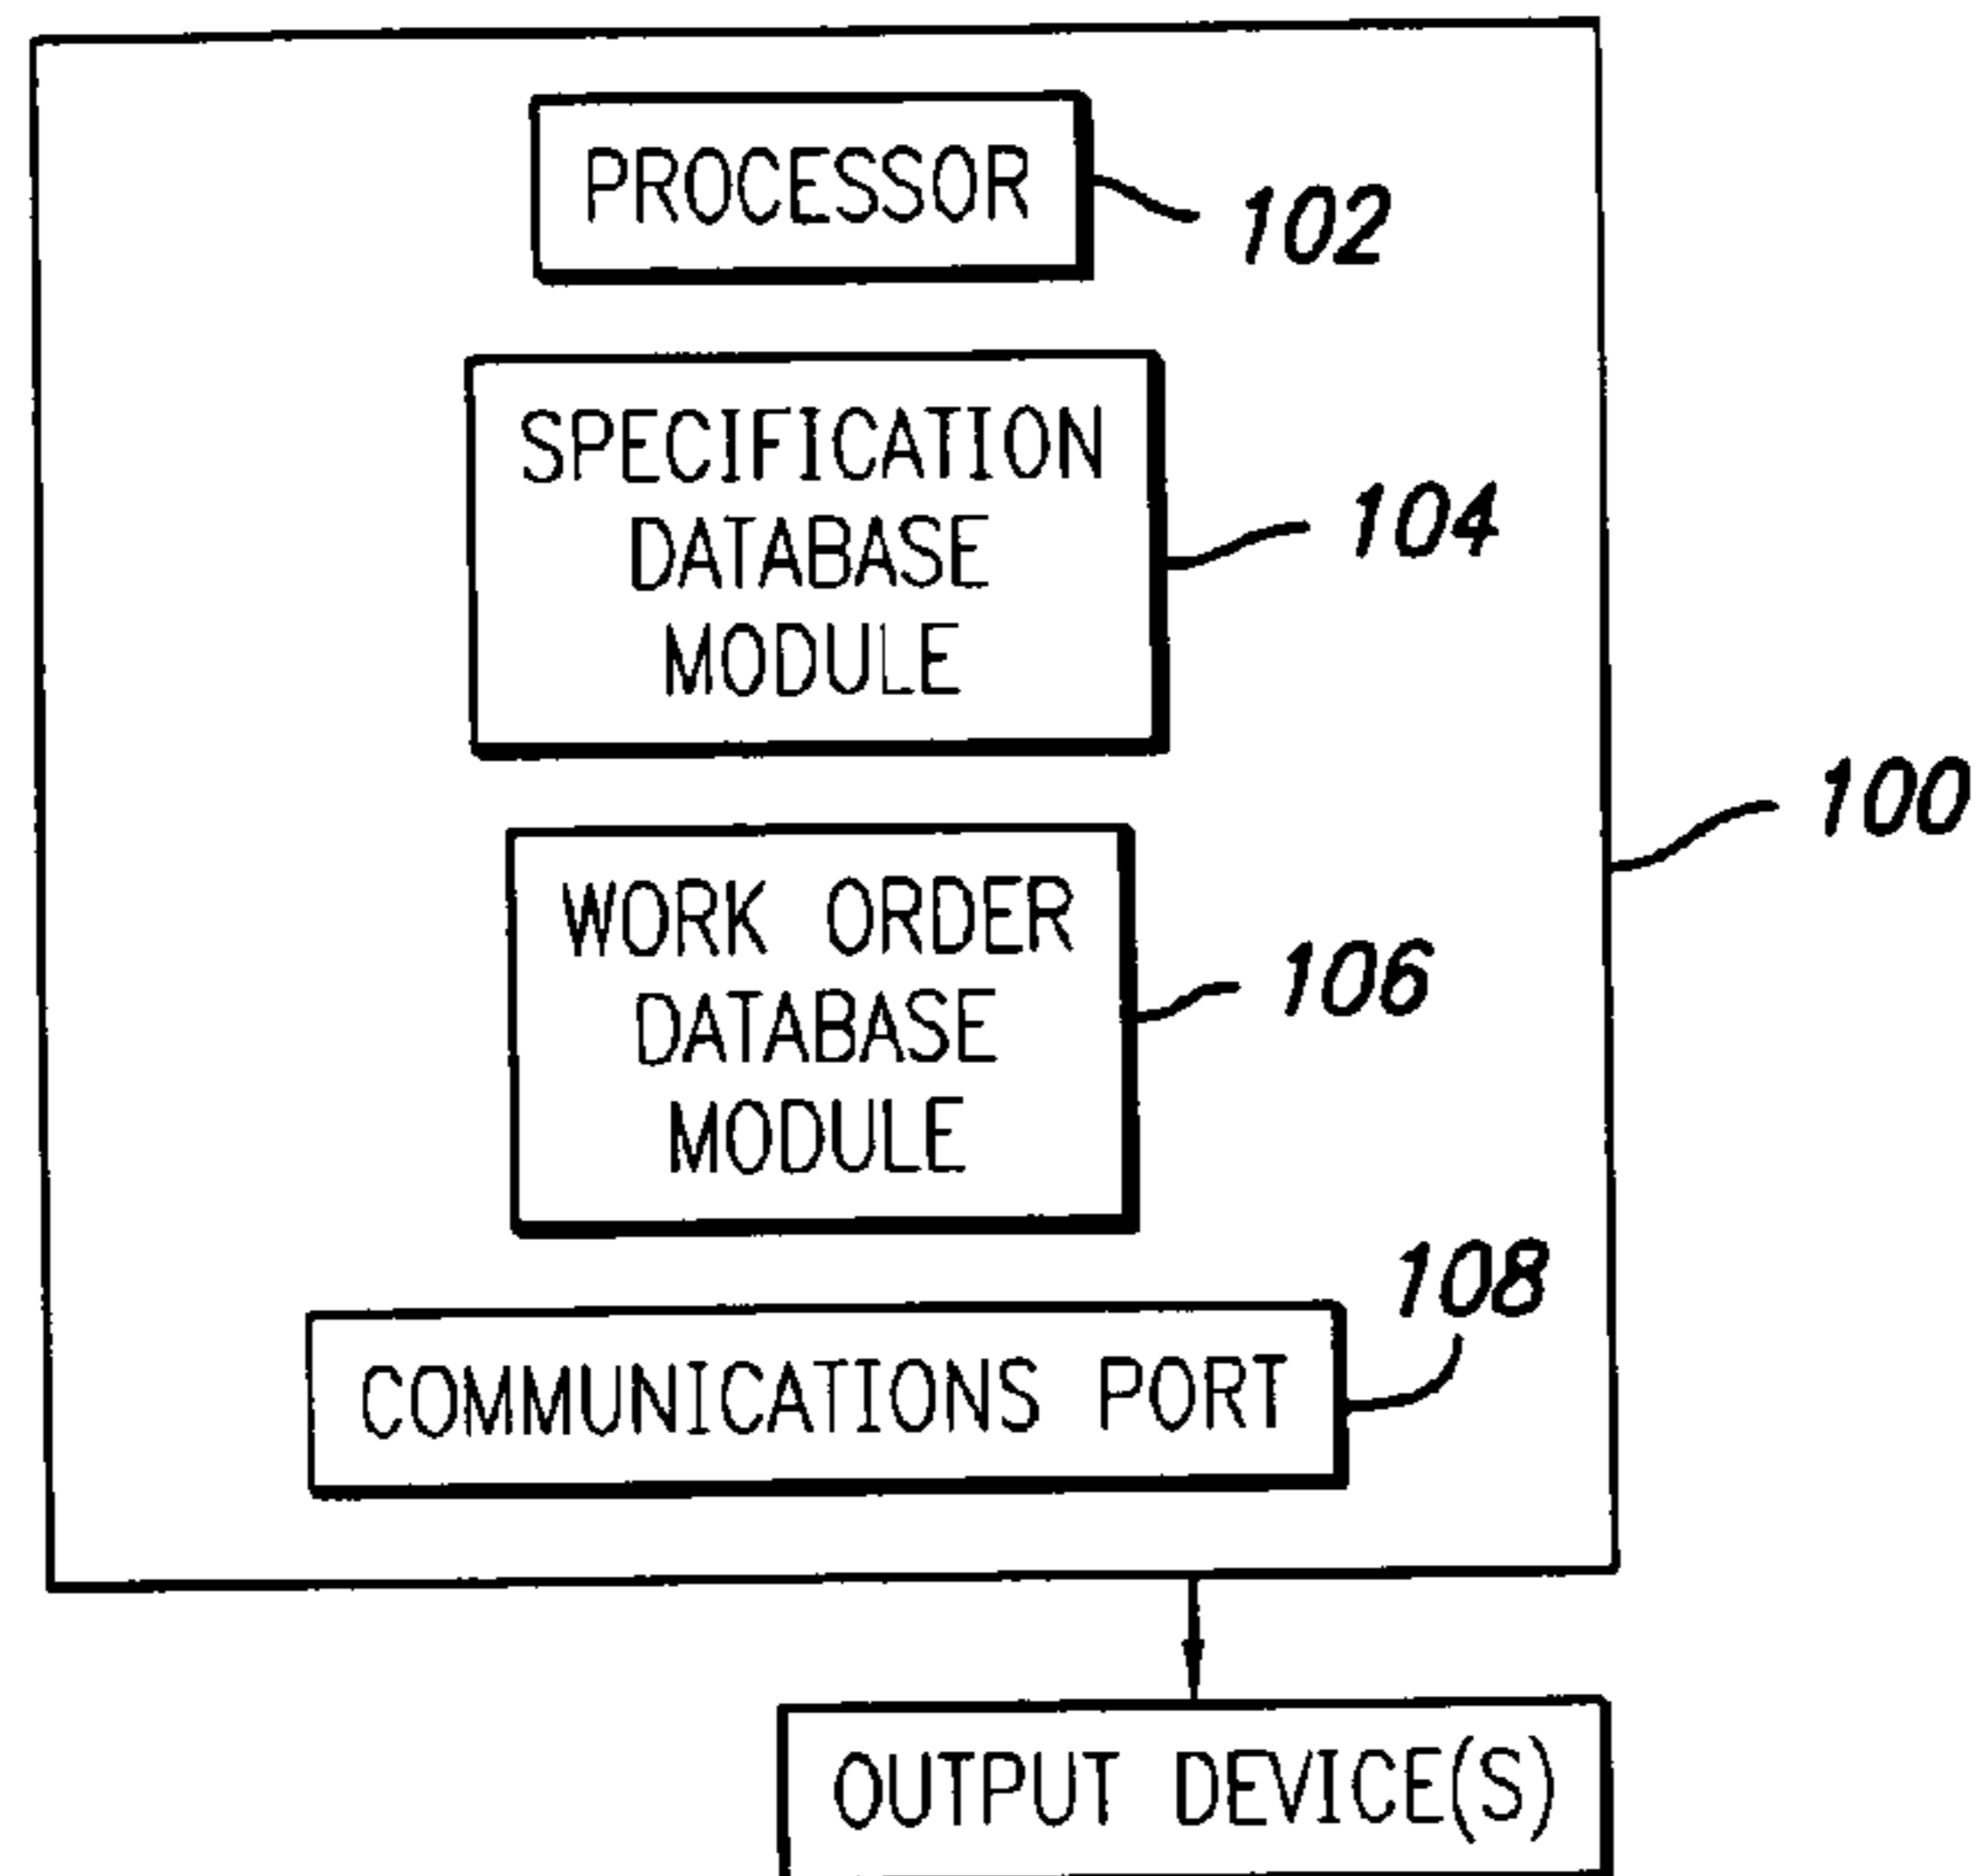 PROCESSOR
102
SPECIFICATION
DATABASE
MODULE
104
100
WORK ORDER
DATABASE
MODULE
106
108
COMMUNICATIONS PORT
OUTPUT DEVICE(S)